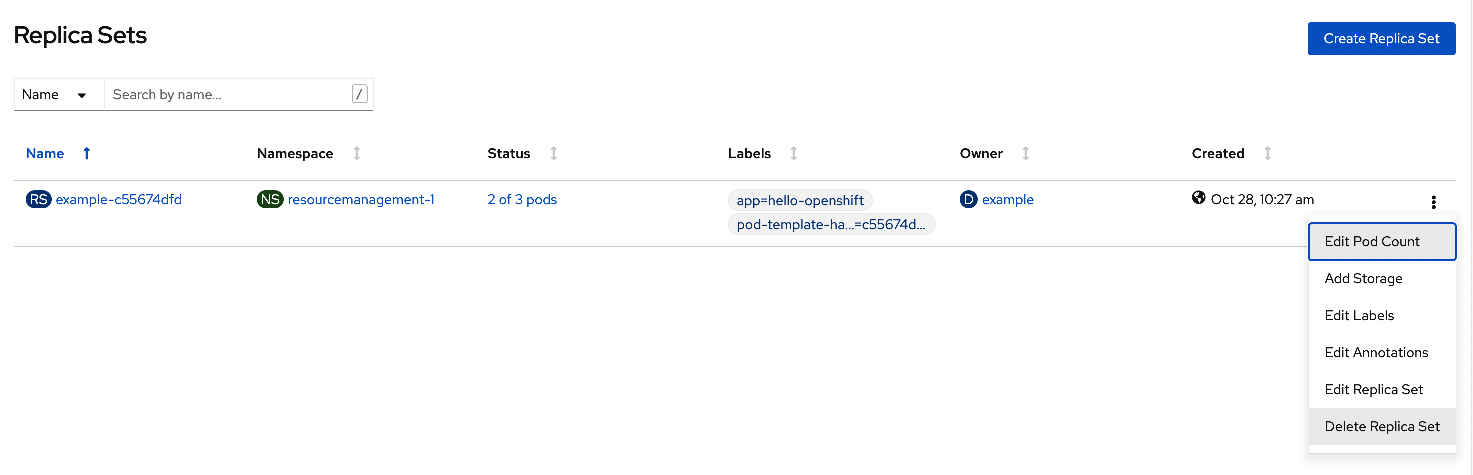 Replica Sets
Create Replica Set
Name
Search by name...
/
Name Namespace Status Labels Owner Created
RS example-c55674dfd NS resourcemanagement-1 2 of 3 pods app=hello-openshift D example Oct 28, 10:27 am
pod-template-ha...=c55674d...
Edit Pod Count
Add Storage
Edit Labels
Edit Annotations
Edit Replica Set
Delete Replica Set